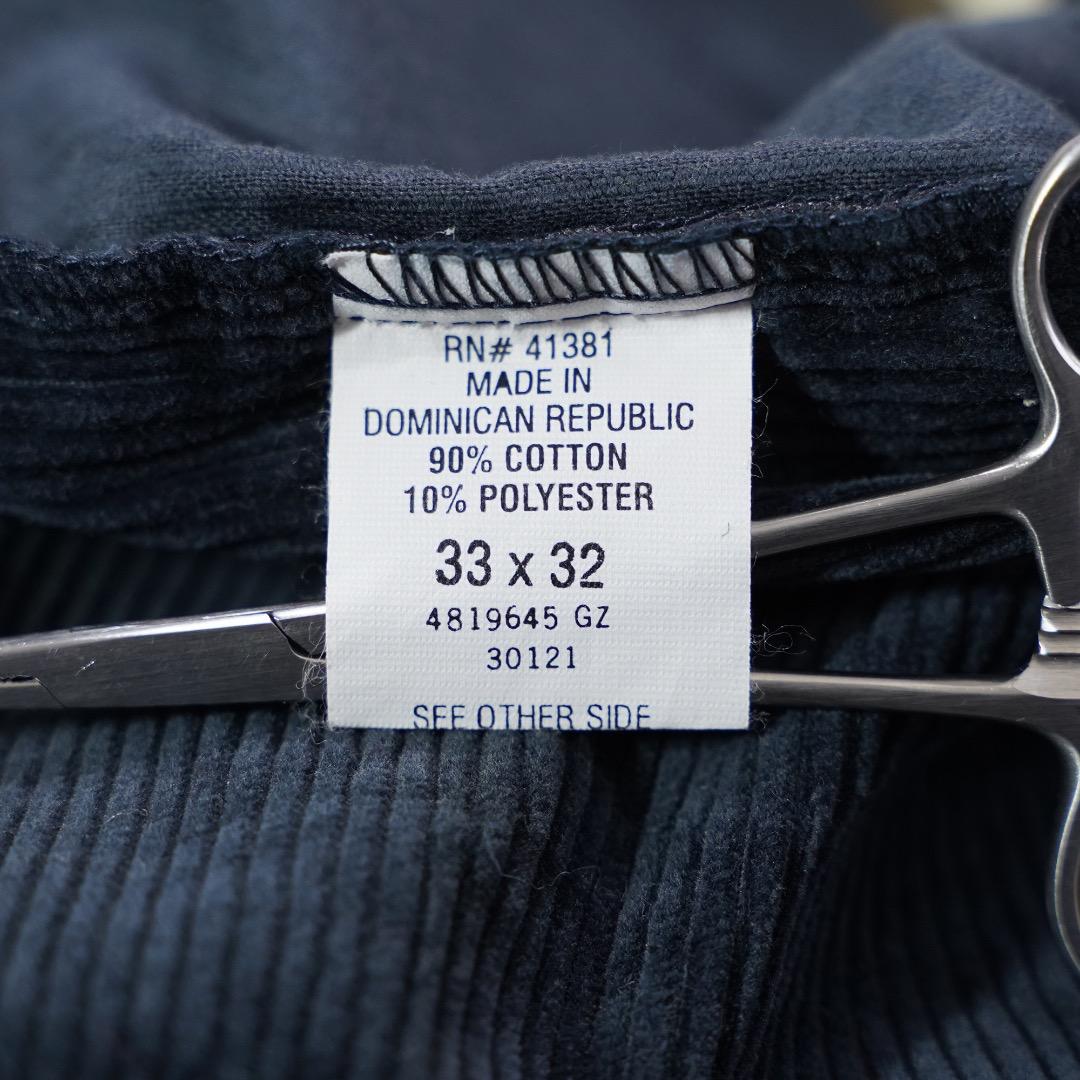 RN# 41381
MADE IN
DOMINICAN REPUBLIC
90% COTTON
10% POLYESTER
33 x 32
4819645 GZ
30121
SEE OTHER SIDE